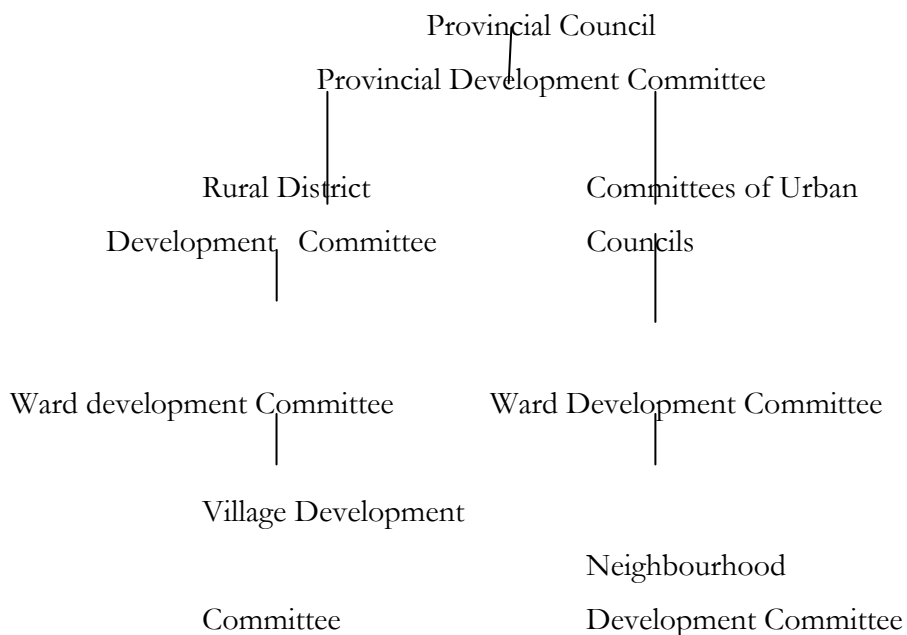 Provincial Council
Provincial Development Committee
Rural District
Development Committee
Committees of Urban
Councils
Ward development Committee
Ward Development Committee
Village Development
Committee
Neighbourhood
Development Committee